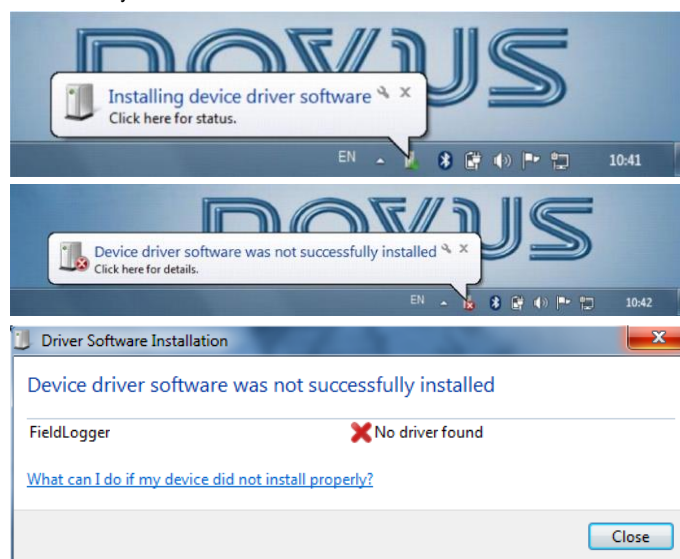 NOVUS
Installing device driver software
Click here for status.
EN
10:41
NOVUS
Device driver software was not successfully installed
Click here for details.
EN
10:42
Driver Software Installation
Device driver software was not successfully installed
FieldLogger
No driver found
What can I do if my device did not install properly?
Close